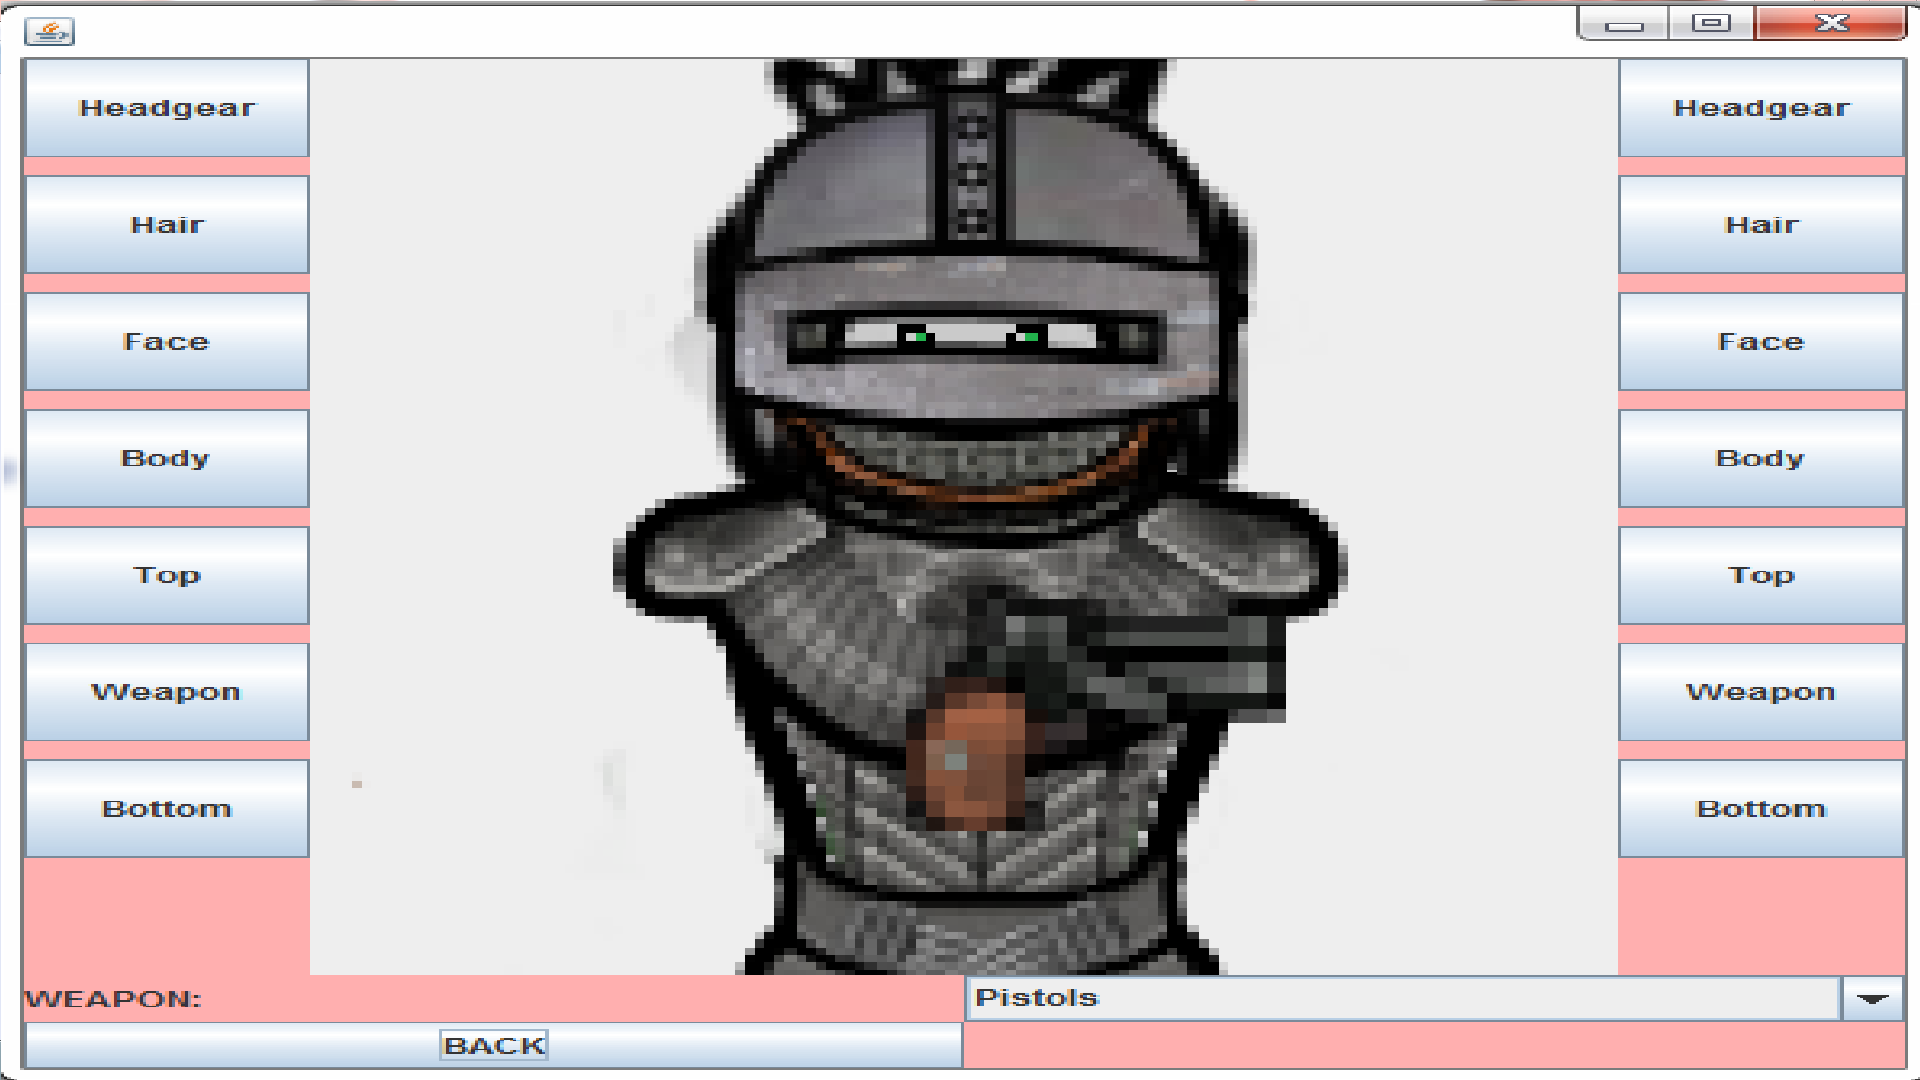 Headgear
Hair
Face
Body
Top
Weapon
Bottom
Headgear
Hair
Face
Body
Top
Weapon
Bottom
WEAPON:
Pistols
BACK